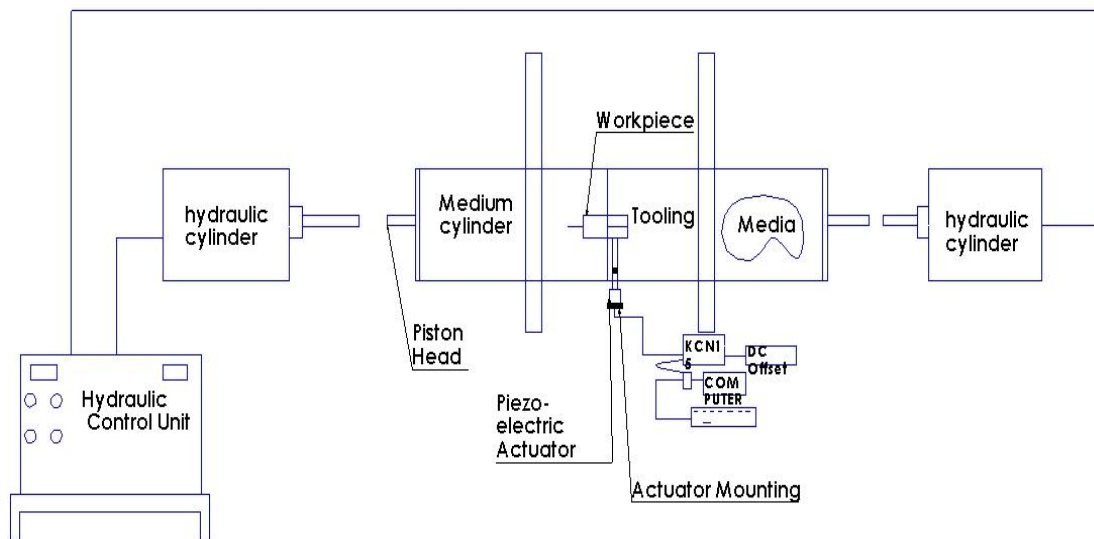 Workpiece
hydraulic
cylinder
Medium
cylinder
Tooling
Media
hydraulic
cylinder
Piston
Head
KCN1
5
DC
Offset
COM
PUTER
Hydraulic
Control Unit
Piezo-
electric
Actuator
Actuator Mounting